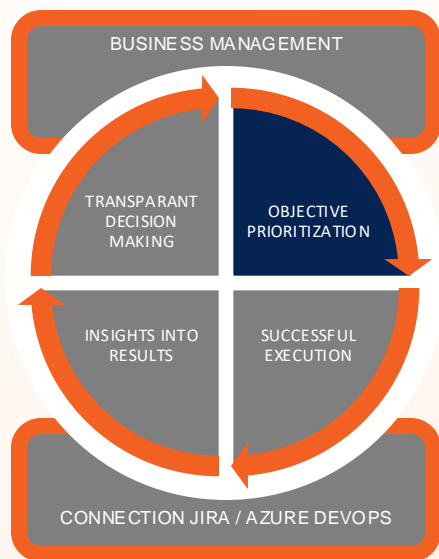 BUSINESS MANAGEMENT
TRANSPARANT
DECISION
MAKING
OBJECTIVE
PRIORITIZATION
INSIGHTS INTO
RESULTS
SUCCESSFUL
EXECUTION
CONNECTION JIRA / AZURE DEVOPS